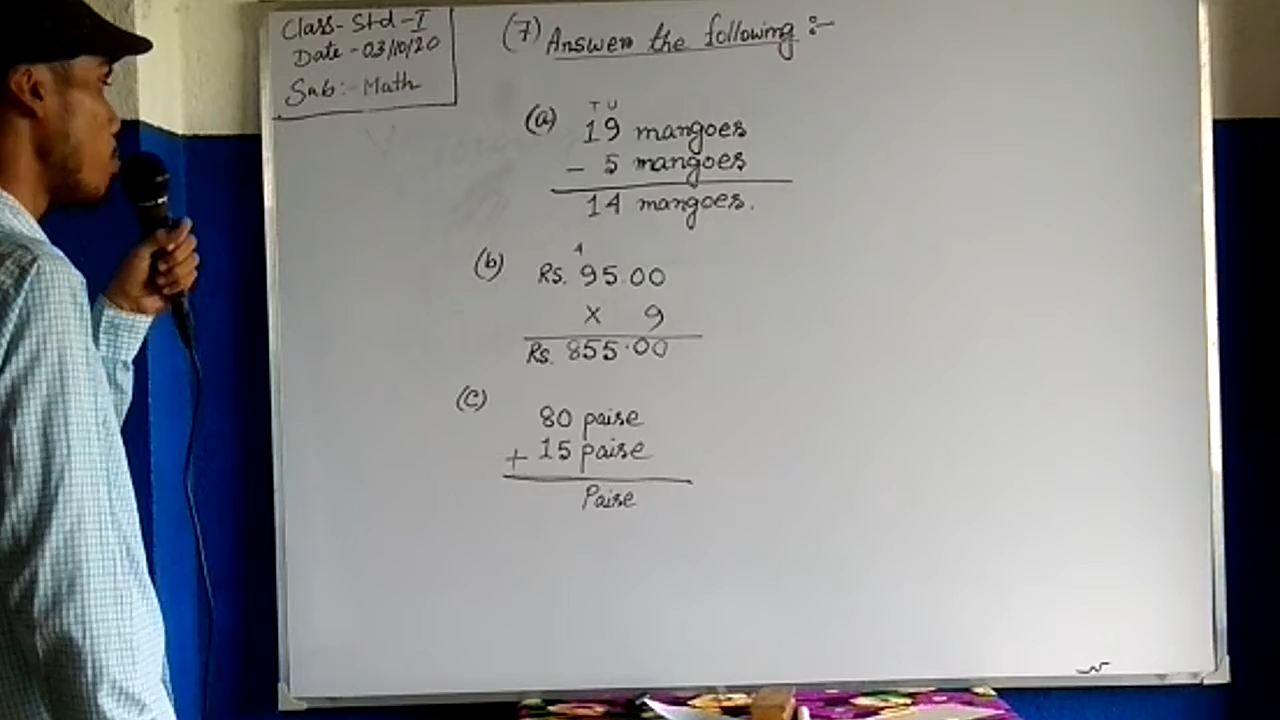 Class- Std-I
Date - 03/10/20
Sub:- Math
(7) Answer the following :-
(a)
T U
19 mangoes
- 5 mangoes
14 mangoes.
(b)
4
Rs. 95.00
x 9
Rs. 855.00
(c)
80 paise
+ 15 paise
Paise